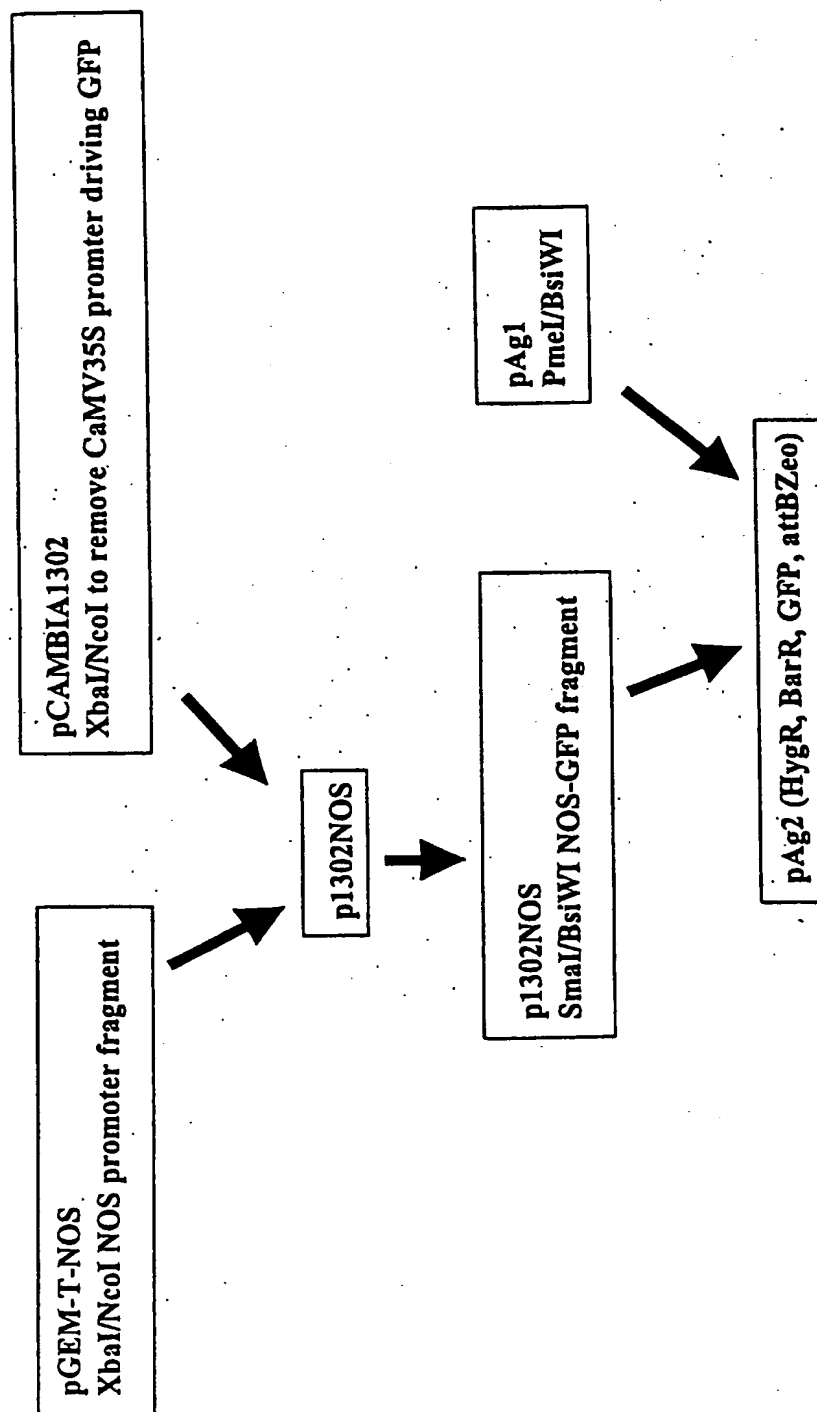 pGEM-T-NOS
XbaI/NcoI NOS promoter fragment
pCAMBIA1302
XbaI/NcoI to remove CaMV35S promter driving GFP
p1302NOS
p1302NOS
SmaI/BsiWI NOS-GFP fragment
pAg1
PmeI/BsiWI
pAg2 (HygR, BarR, GFP, attBZeo)